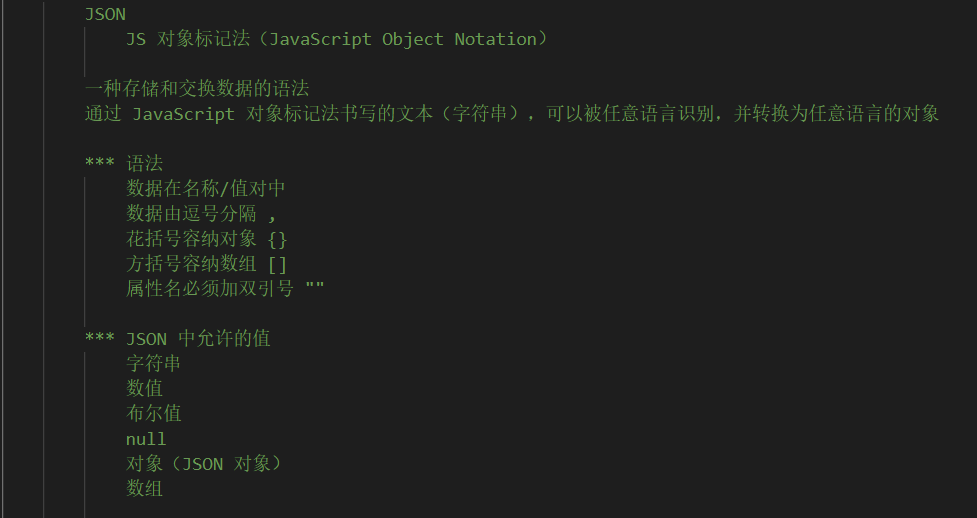 JSON
JS 对象标记法（JavaScript Object Notation）
一种存储和交换数据的语法
通过 JavaScript 对象标记法书写的文本（字符串），可以被任意语言识别，并转换为任意语言的对象
*** 语法
数据在名称/值对中
数据由逗号分隔 ,
花括号容纳对象 {}
方括号容纳数组 []
属性名必须加双引号 ""
*** JSON 中允许的值
字符串
数值
布尔值
null
对象（JSON 对象）
数组